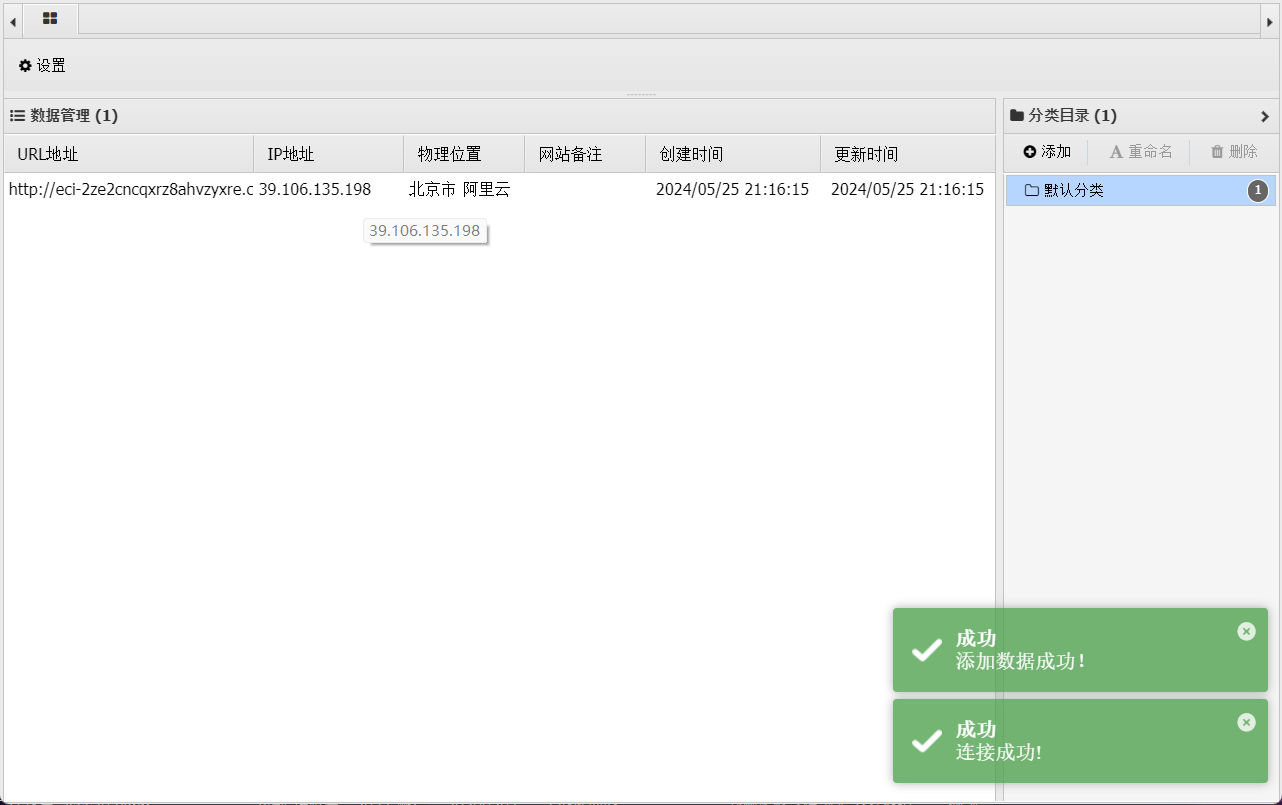 设置
数据管理 (1)
URL地址 IP地址 物理位置 网站备注 创建时间 更新时间
http://eci-2ze2cncqxrz8ahvzyxre.c 39.106.135.198 北京市 阿里云 2024/05/25 21:16:15 2024/05/25 21:16:15
39.106.135.198
分类目录 (1)
添加 重命名 删除
默认分类 1
成功
添加数据成功!
成功
连接成功!